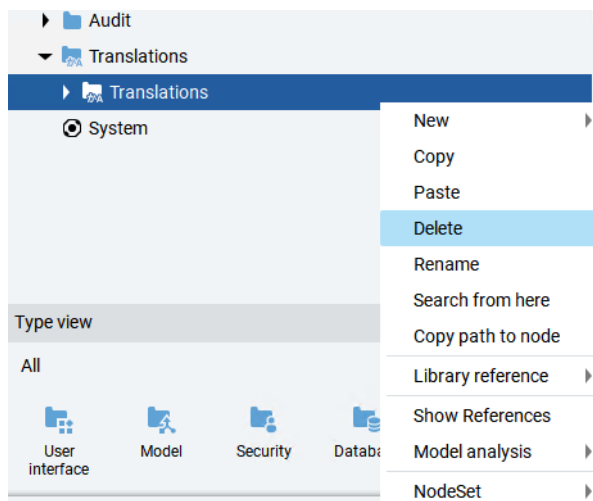 Audit
Translations
Translations
System
New
Copy
Paste
Delete
Rename
Search from here
Copy path to node
Library reference
Show References
Model analysis
NodeSet
Type view
All
User
interface
Model
Security
Databa